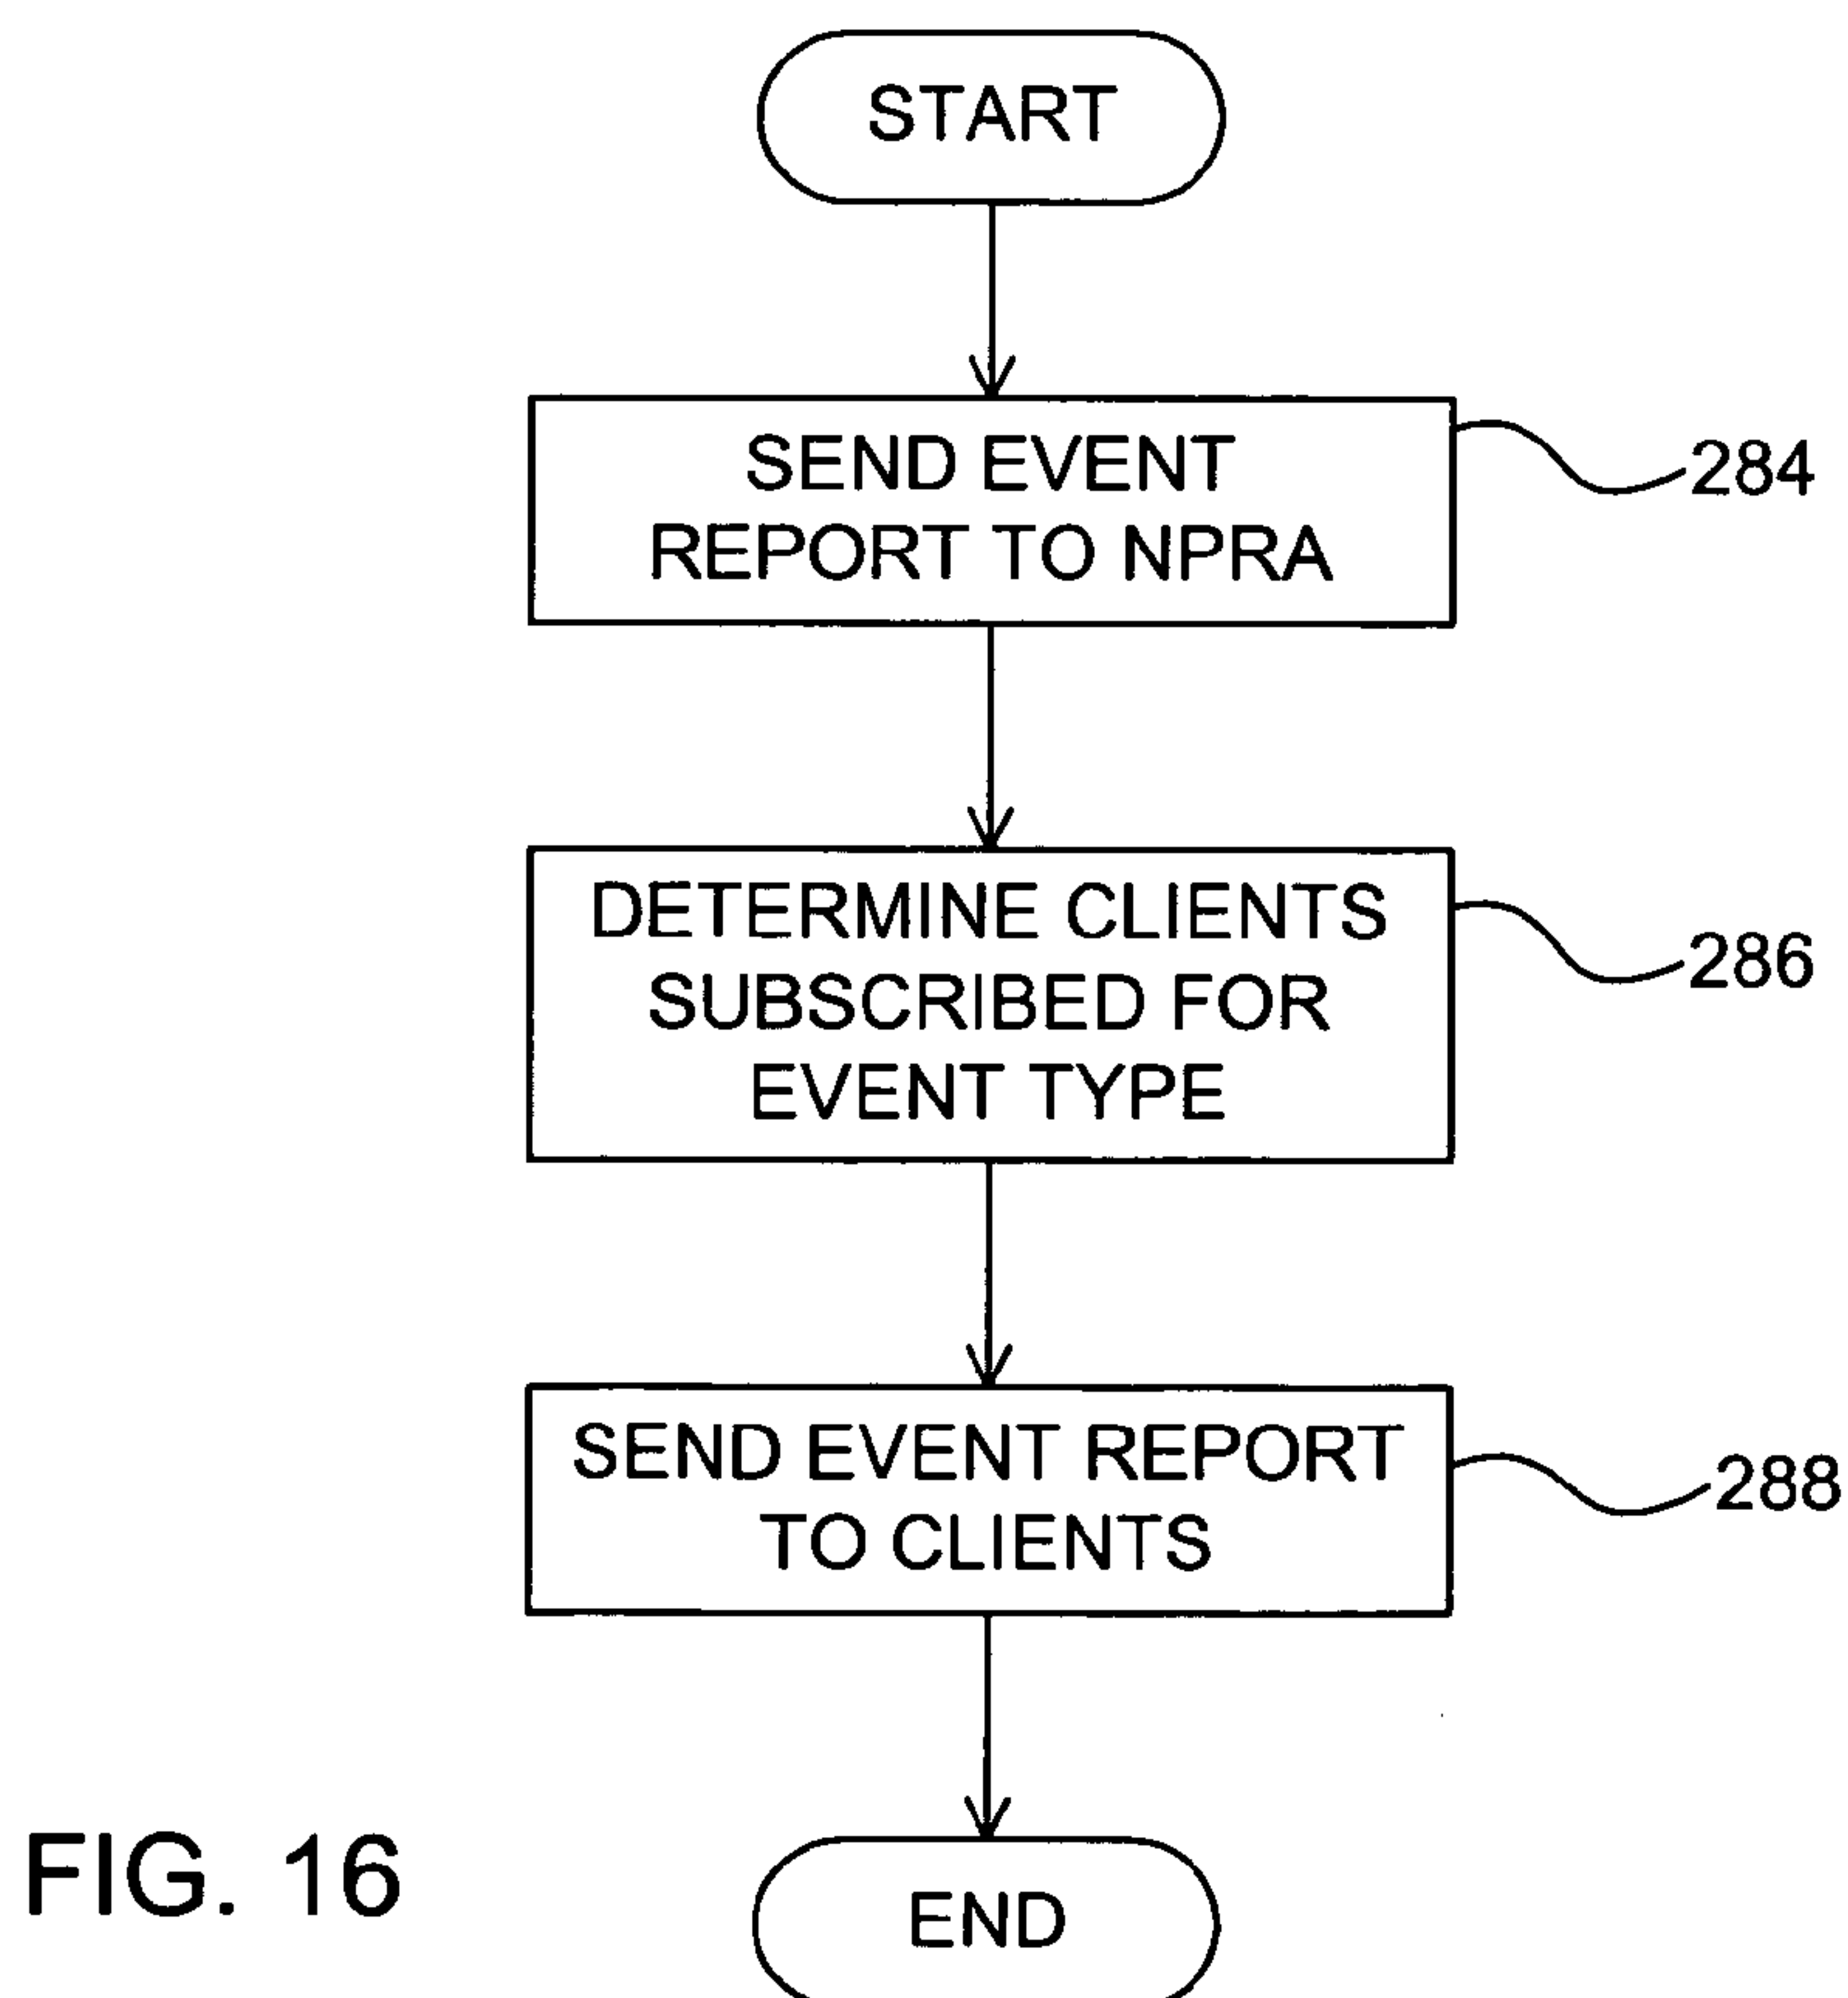 START
SEND EVENT
REPORT TO NPRA
284
DETERMINE CLIENTS
SUBSCRIBED FOR
EVENT TYPE
286
SEND EVENT REPORT
TO CLIENTS
288
END
FIG. 16